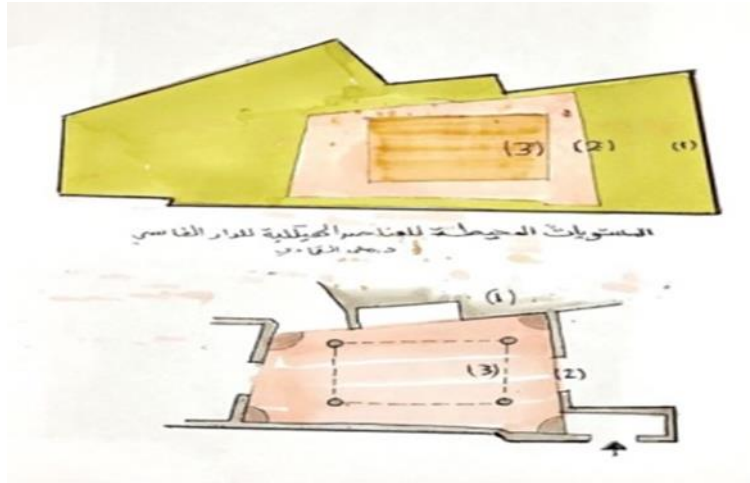 (3) (2) (1)
المستويات المحيطة للعناصر الهيكلية للدار الفاسي
(1)
(3) (2)